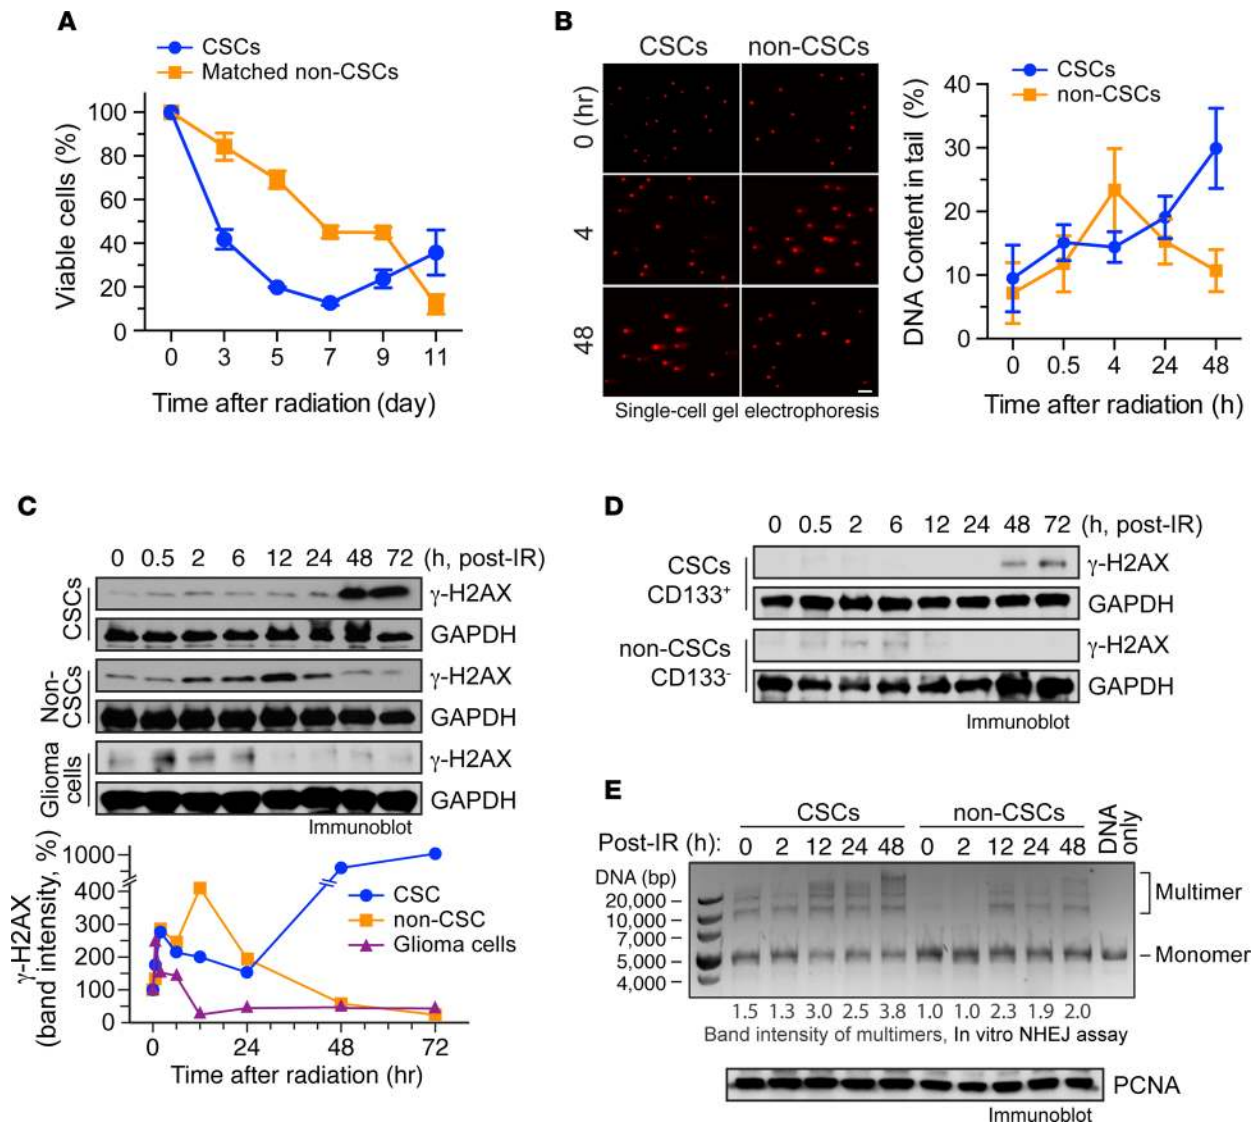 A
CSCs
Matched non-CSCs
Viable cells (%)
100
80
60
40
20
0
0 3 5 7 9 11
Time after radiation (day)
B
CSCs non-CSCs
0 (hr)
4
48
Single-cell gel electrophoresis
CSCs
non-CSCs
DNA Content in tail (%)
40
30
20
10
0
0 0.5 4 24 48
Time after radiation (h)
C
0 0.5 2 6 12 24 48 72 (h, post-IR)
CSCs
γ-H2AX
GAPDH
Non-
CSCs
γ-H2AX
GAPDH
Glioma
cells
γ-H2AX
GAPDH
Immunoblot
γ-H2AX
(band intensity, %)
1000
400
300
200
100
0
CSC
non-CSC
Glioma cells
0 24 48 72
Time after radiation (hr)
D
0 0.5 2 6 12 24 48 72 (h, post-IR)
CSCs
CD133+
γ-H2AX
GAPDH
non-CSCs
CD133-
γ-H2AX
GAPDH
Immunoblot
E
CSCs non-CSCs DNA
only
Post-IR (h): 0 2 12 24 48 0 2 12 24 48
DNA (bp)
20,000
10,000
7,000
5,000
4,000
Multimer
Monomer
1.5 1.3 3.0 2.5 3.8 1.0 1.0 2.3 1.9 2.0
Band intensity of multimers, In vitro NHEJ assay
PCNA
Immunoblot